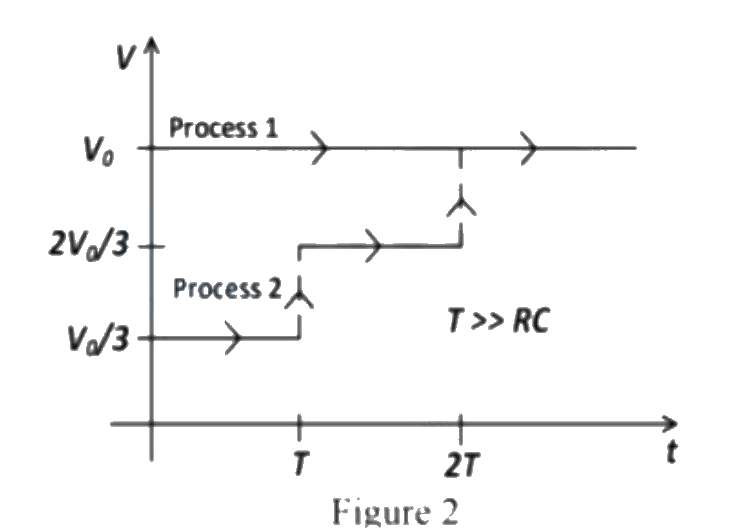 V
Process 1
V₀
2V₀/3
Process 2
V₀/3
T >> RC
T
2T
t
Figure 2